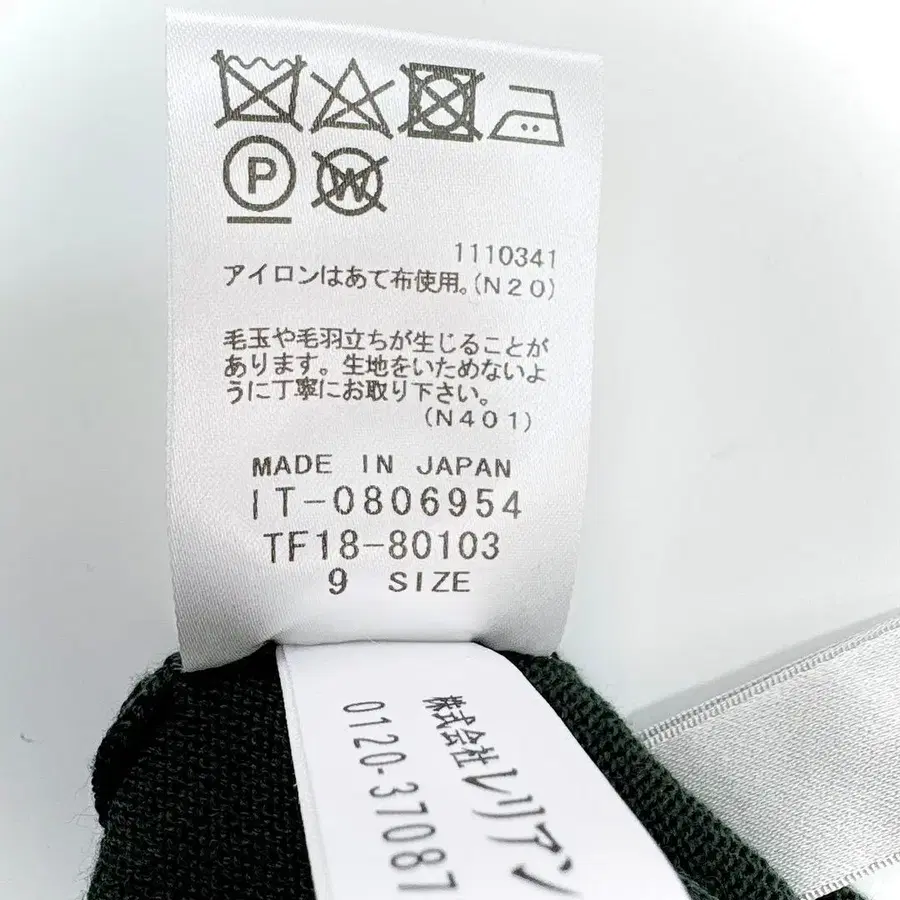 P
W
1110341
アイロンはあて布使用。(N20)
毛玉や毛羽立ちが生じることが
あります。生地をいためないよ
うに丁寧にお取り下さい。
(N401)
MADE IN JAPAN
IT-0806954
TF18-80103
9 SIZE
株式会社レリアン
0120-37087